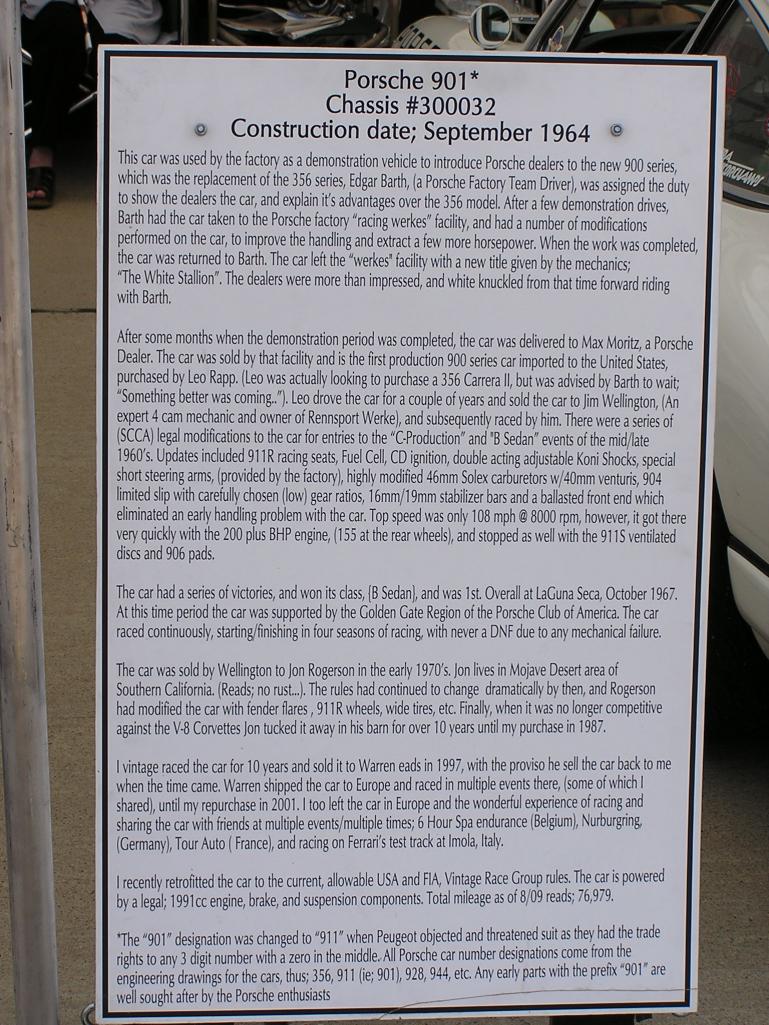 Porsche 901*
Chassis #300032
Construction date; September 1964
This car was used by the factory as a demonstration vehicle to introduce Porsche dealers to the new 900 series,
which was the replacement of the 356 series, Edgar Barth, (a Porsche Factory Team Driver), was assigned the duty
to show the dealers the car, and explain it's advantages over the 356 model. After a few demonstration drives,
Barth had the car taken to the Porsche factory "racing werkes" facility, and had a number of modifications
performed on the car, to improve the handling and extract a few more horsepower. When the work was completed,
the car was returned to Barth. The car left the "werkes" facility with a new title given by the mechanics;
"The White Stallion". The dealers were more than impressed, and white knuckled from that time forward riding
with Barth.
After some months when the demonstration period was completed, the car was delivered to Max Moritz, a Porsche
Dealer. The car was sold by that facility and is the first production 900 series car imported to the United States,
purchased by Leo Rapp. (Leo was actually looking to purchase a 356 Carrera II, but was advised by Barth to wait;
"Something better was coming.."). Leo drove the car for a couple of years and sold the car to Jim Wellington, (An
expert 4 cam mechanic and owner of Rennsport Werke), and subsequently raced by him. There were a series of
(SCCA) legal modifications to the car for entries to the "C-Production" and "B Sedan" events of the mid/late
1960's. Updates included 911R racing seats, Fuel Cell, CD ignition, double acting adjustable Koni Shocks, special
short steering arms, (provided by the factory), highly modified 46mm Solex carburetors w/40mm venturis, 904
limited slip with carefully chosen (low) gear ratios, 16mm/19mm stabilizer bars and a ballasted front end which
eliminated an early handling problem with the car. Top speed was only 108 mph @ 8000 rpm, however, it got there
very quickly with the 200 plus BHP engine, (155 at the rear wheels), and stopped as well with the 911S ventilated
discs and 906 pads.
The car had a series of victories, and won its class, {B Sedan}, and was 1st. Overall at LaGuna Seca, October 1967.
At this time period the car was supported by the Golden Gate Region of the Porsche Club of America. The car
raced continuously, starting/finishing in four seasons of racing, with never a DNF due to any mechanical failure.
The car was sold by Wellington to Jon Rogerson in the early 1970's. Jon lives in Mojave Desert area of
Southern California. (Reads; no rust...). The rules had continued to change dramatically by then, and Rogerson
had modified the car with fender flares , 911R wheels, wide tires, etc. Finally, when it was no longer competitive
against the V-8 Corvettes Jon tucked it away in his barn for over 10 years until my purchase in 1987.
I vintage raced the car for 10 years and sold it to Warren eads in 1997, with the proviso he sell the car back to me
when the time came. Warren shipped the car to Europe and raced in multiple events there, (some of which I
shared), until my repurchase in 2001. I too left the car in Europe and the wonderful experience of racing and
sharing the car with friends at multiple events/multiple times; 6 Hour Spa endurance (Belgium), Nurburgring,
(Germany), Tour Auto ( France), and racing on Ferrari's test track at Imola, Italy.
I recently retrofitted the car to the current, allowable USA and FIA, Vintage Race Group rules. The car is powered
by a legal; 1991cc engine, brake, and suspension components. Total mileage as of 8/09 reads; 76,979.
*The "901" designation was changed to "911" when Peugeot objected and threatened suit as they had the trade
rights to any 3 digit number with a zero in the middle. All Porsche car number designations come from the
engineering drawings for the cars, thus; 356, 911 (ie; 901), 928, 944, etc. Any early parts with the prefix "901" are
well sought after by the Porsche enthusiasts